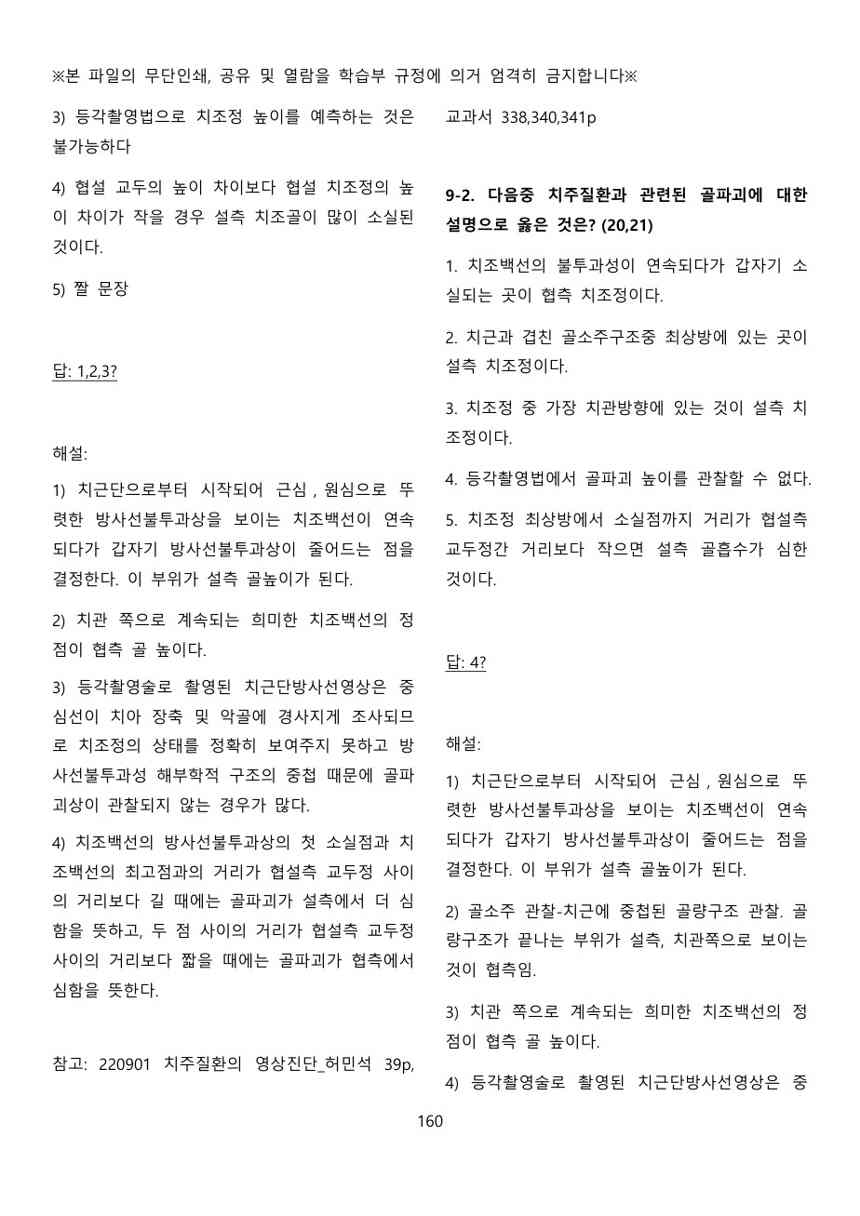 ※본 파일의 무단인쇄, 공유 및 열람을 학습부 규정에 의거 엄격히 금지합니다※
3) 등각촬영법으로 치조정 높이를 예측하는 것은
불가능하다
4) 협설 교두의 높이 차이보다 협설 치조정의 높
이 차이가 작을 경우 설측 치조골이 많이 소실된
것이다.
5) 짤 문장
답: 1,2,3?
해설:
1) 치근단으로부터 시작되어 근심 , 원심으로 뚜
렷한 방사선불투과상을 보이는 치조백선이 연속
되다가 갑자기 방사선불투과상이 줄어드는 점을
결정한다. 이 부위가 설측 골높이가 된다.
2) 치관 쪽으로 계속되는 희미한 치조백선의 정
점이 협측 골 높이다.
3) 등각촬영술로 촬영된 치근단방사선영상은 중
심선이 치아 장축 및 악골에 경사지게 조사되므
로 치조정의 상태를 정확히 보여주지 못하고 방
사선불투과성 해부학적 구조의 중첩 때문에 골파
괴상이 관찰되지 않는 경우가 많다.
4) 치조백선의 방사선불투과상의 첫 소실점과 치
조백선의 최고점과의 거리가 협설측 교두정 사이
의 거리보다 길 때에는 골파괴가 설측에서 더 심
함을 뜻하고, 두 점 사이의 거리가 협설측 교두정
사이의 거리보다 짧을 때에는 골파괴가 협측에서
심함을 뜻한다.
참고: 220901 치주질환의 영상진단_허민석 39p,
교과서 338,340,341p
9-2. 다음중 치주질환과 관련된 골파괴에 대한
설명으로 옳은 것은? (20,21)
1. 치조백선의 불투과성이 연속되다가 갑자기 소
실되는 곳이 협측 치조정이다.
2. 치근과 겹친 골소주구조중 최상방에 있는 곳이
설측 치조정이다.
3. 치조정 중 가장 치관방향에 있는 것이 설측 치
조정이다.
4. 등각촬영법에서 골파괴 높이를 관찰할 수 없다.
5. 치조정 최상방에서 소실점까지 거리가 협설측
교두정간 거리보다 작으면 설측 골흡수가 심한
것이다.
답: 4?
해설:
1) 치근단으로부터 시작되어 근심 , 원심으로 뚜
렷한 방사선불투과상을 보이는 치조백선이 연속
되다가 갑자기 방사선불투과상이 줄어드는 점을
결정한다. 이 부위가 설측 골높이가 된다.
2) 골소주 관찰-치근에 중첩된 골량구조 관찰. 골
량구조가 끝나는 부위가 설측, 치관쪽으로 보이는
것이 협측임.
3) 치관 쪽으로 계속되는 희미한 치조백선의 정
점이 협측 골 높이다.
4) 등각촬영술로 촬영된 치근단방사선영상은 중
160